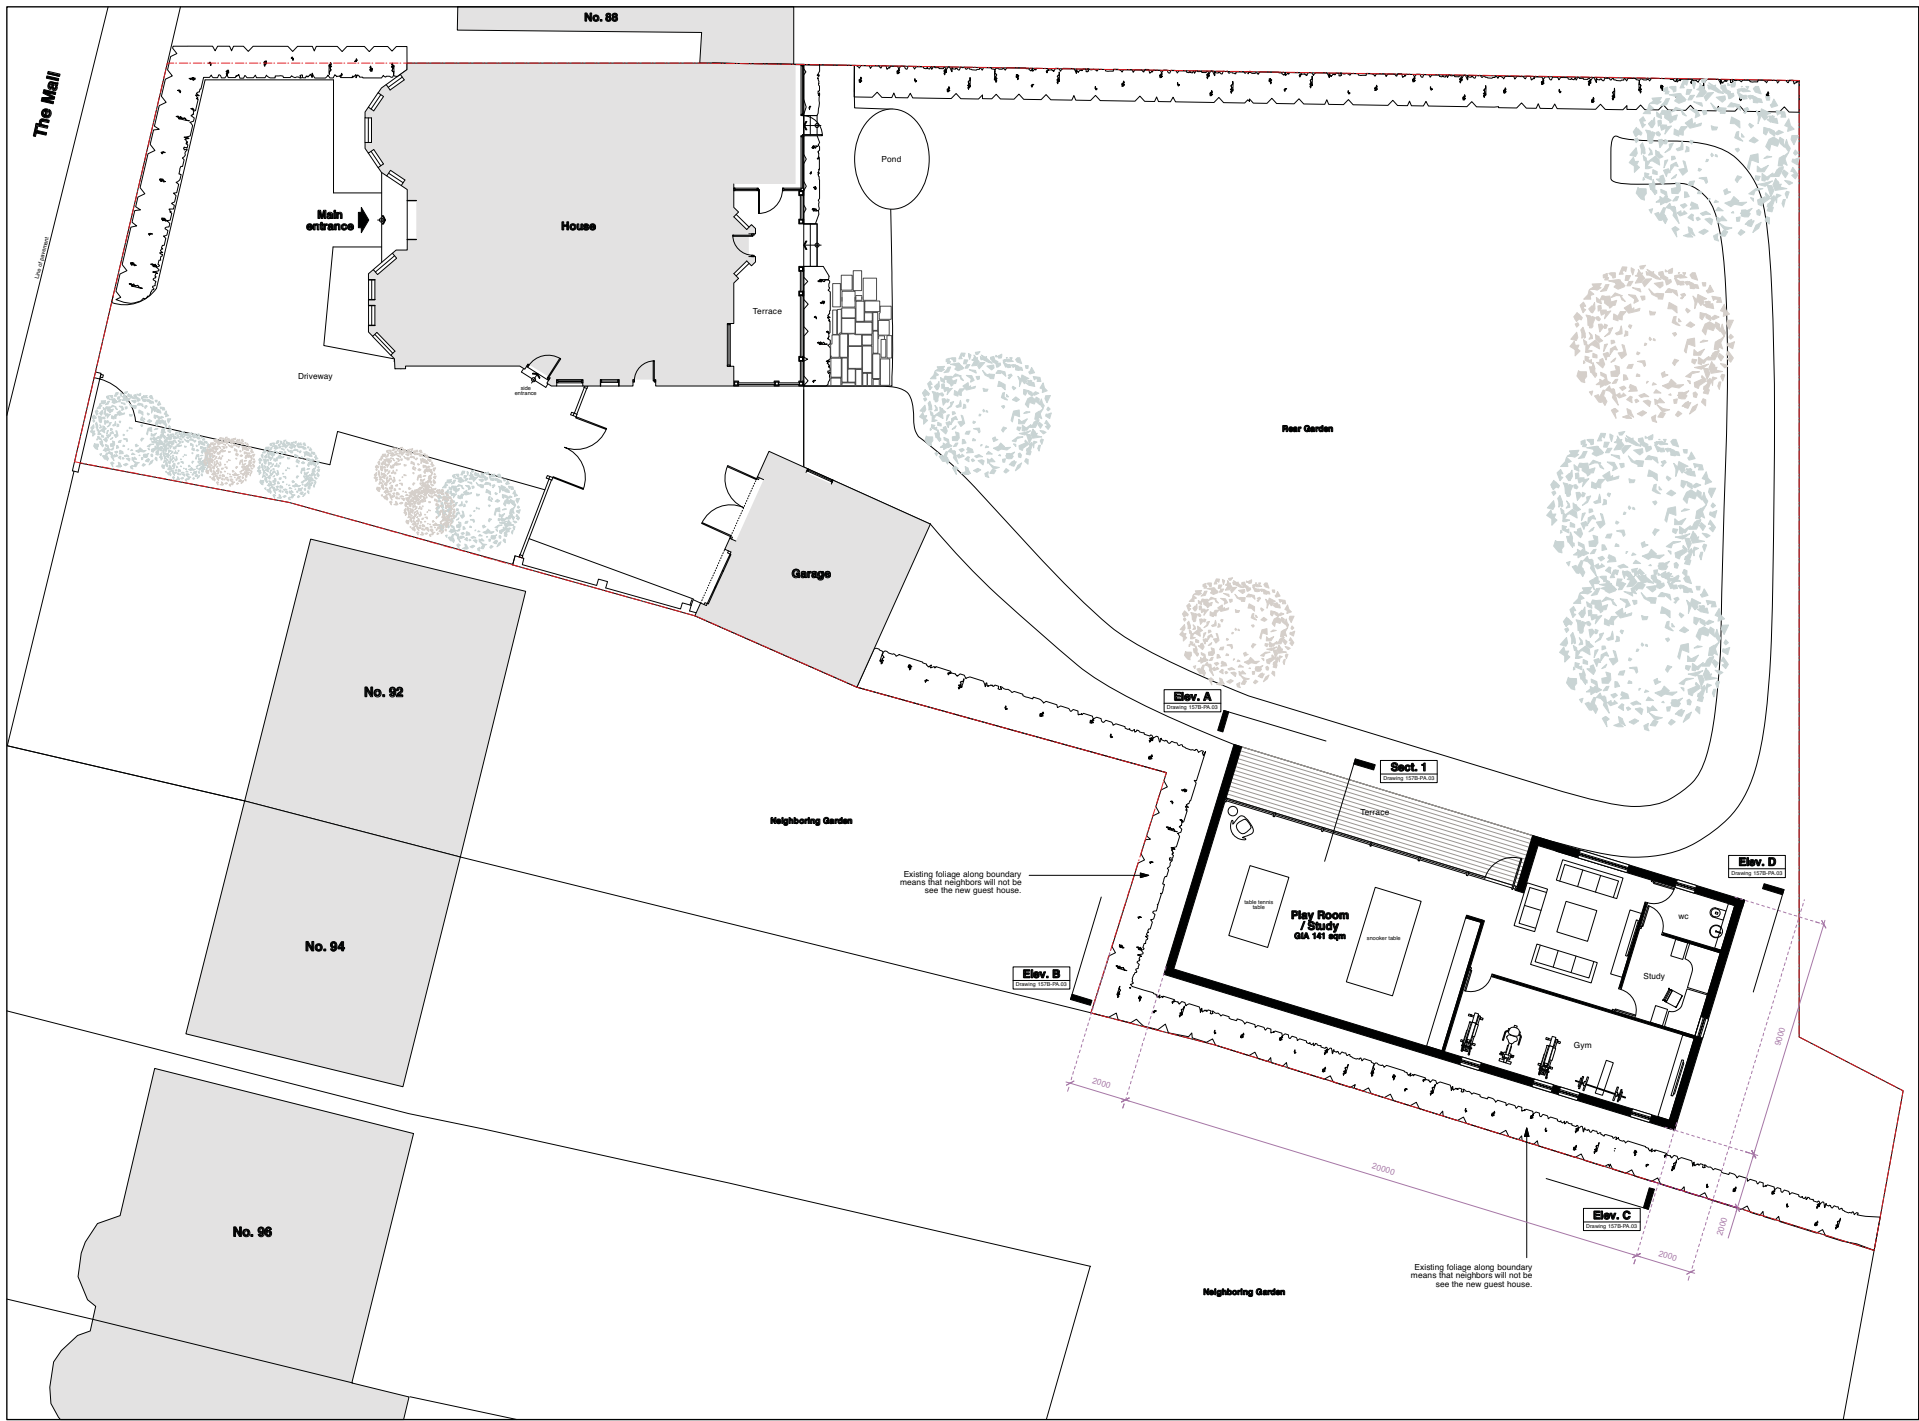 No. 88
The Mall
Line of pavement
Main
entrance
House
Pond
Terrace
Driveway
side
entrance
Rear Garden
Garage
No. 92
Elev. A
Drawing 157B-PA.03
Sect. 1
Drawing 157B-PA.03
Terrace
Neighboring Garden
Existing foliage along boundary
means that neighbors will not be
see the new guest house.
Elev. D
Drawing 157B-PA.03
table tennis
table
Play Room
/ Study
GIA 141 sqm
snooker table
WC
No. 94
Elev. B
Drawing 157B-PA.03
Study
Gym
9000
2000
20000
No. 96
Elev. C
Drawing 157B-PA.03
2000
2000
Existing foliage along boundary
means that neighbors will not be
see the new guest house.
Neighboring Garden